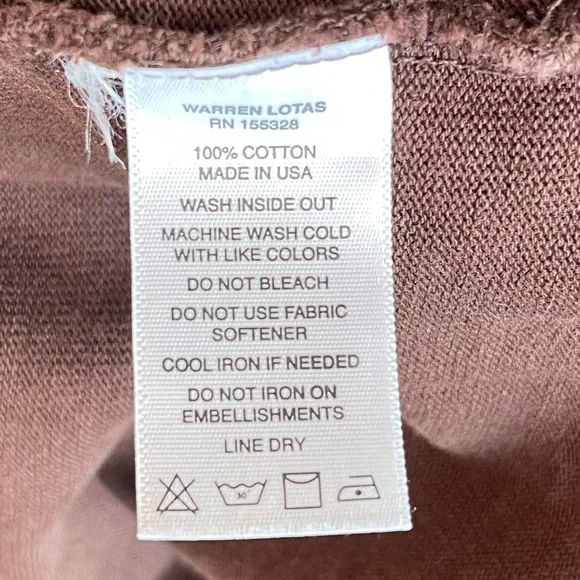 WARREN LOTAS
RN 155328
100% COTTON
MADE IN USA
WASH INSIDE OUT
MACHINE WASH COLD
WITH LIKE COLORS
DO NOT BLEACH
DO NOT USE FABRIC
SOFTENER
COOL IRON IF NEEDED
DO NOT IRON ON
EMBELLISHMENTS
LINE DRY
30